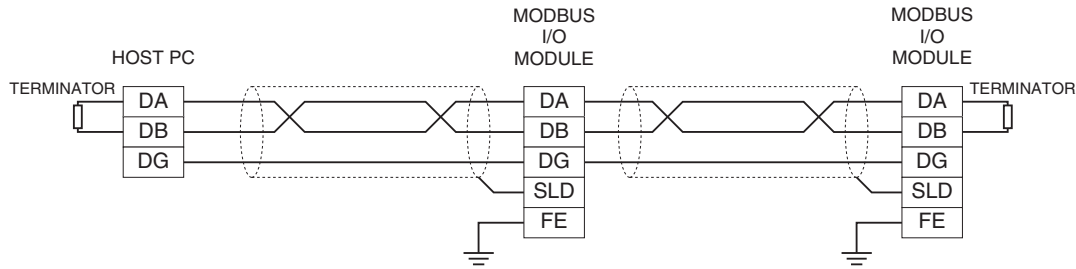 MODBUS
I/O
MODULE
MODBUS
I/O
MODULE
HOST PC
TERMINATOR
DA
DB
DG
DA
DB
DG
SLD
FE
DA
DB
DG
SLD
FE
TERMINATOR